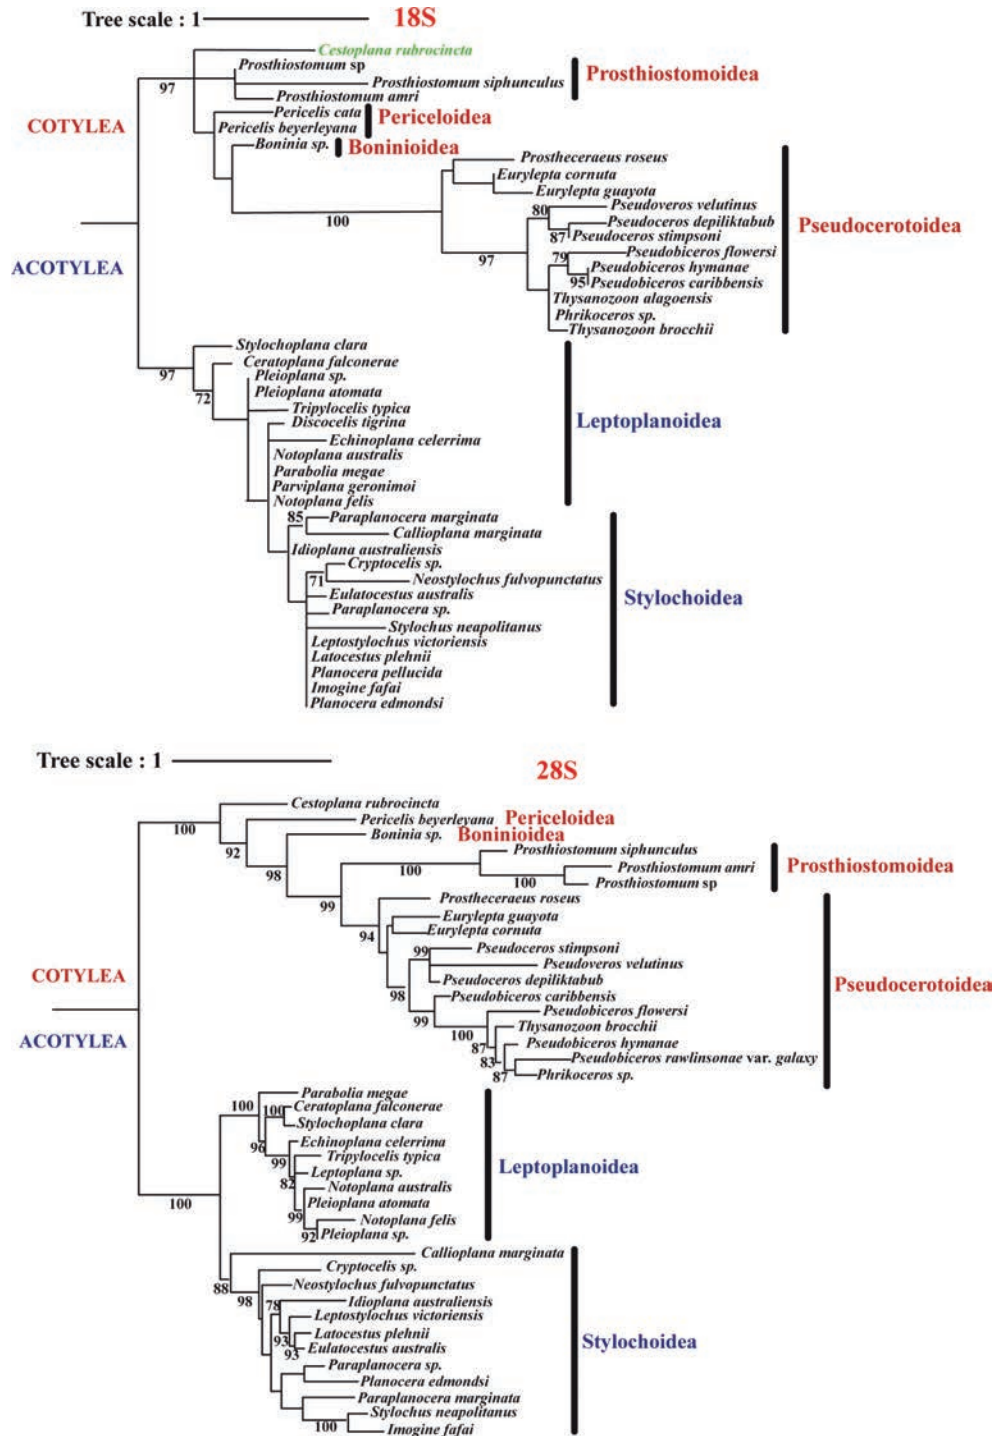 Tree scale : 1
18S
Cestoplana rubrocincta
Prosthiostomum sp
Prosthiostomum siphunculus
Prosthiostomoidea
97
Prosthiostomum amri
Pericelis cata
Periceloidea
COTYLEA
Pericelis beyerleyana
Boninia sp.
Boninioidea
Prostheceraeus roseus
Eurylepta cornuta
Eurylepta guayota
100
80
Pseudoveros velutinus
Pseudoceros depiliktabub
Pseudocerotoidea
87
Pseudoceros stimpsoni
97
79
Pseudobiceros flowersi
ACOTYLEA
Pseudobiceros hymanae
95
Pseudobiceros caribbensis
Thysanozoon alagoensis
Phrikoceros sp.
Thysanozoon brocchii
Stylochoplana clara
97
Ceratoplana falconerae
Pleioplana sp.
72
Pleioplana atomata
Tripylocelis typica
Discocelis tigrina
Leptoplanoidea
Echinoplana celerrima
Notoplana australis
Parabolia megae
Parviplana geronimoi
Notoplana felis
85
Paraplanocera marginata
Callioplana marginata
Idioplana australiensis
Cryptocelis sp.
71
Neostylochus fulvopunctatus
Eulatocestus australis
Stylochoidea
Paraplanocera sp.
Stylochus neapolitanus
Leptostylochus victoriensis
Latocestus plehnii
Planocera pellucida
Imogine fafai
Planocera edmondsi
Tree scale : 1
28S
Cestoplana rubrocincta
100
Pericelis beyerleyana
Periceloidea
92
Boninia sp.
Boninioidea
98
Prosthiostomum siphunculus
100
Prosthiostomum amri
Prosthiostomoidea
100
Prosthiostomum sp
99
Prostheceraeus roseus
Eurylepta guayota
94
Eurylepta cornuta
99
Pseudoceros stimpsoni
Pseudoveros velutinus
COTYLEA
Pseudoceros depiliktabub
Pseudocerotoidea
98
Pseudobiceros caribbensis
99
Pseudobiceros flowersi
100
Thysanozoon brocchii
ACOTYLEA
87
Pseudobiceros hymanae
83
Pseudobiceros rawlinsonae var. galaxy
87
Phrikoceros sp.
Parabolia megae
100
100
Ceratoplana falconerae
Stylochoplana clara
96
Echinoplana celerrima
99
Tripylocelis typica
Leptoplanoidea
Leptoplana sp.
82
Notoplana australis
Pleioplana atomata
100
99
Notoplana felis
92
Pleioplana sp.
Callioplana marginata
Cryptocelis sp.
88
Neostylochus fulvopunctatus
98
78
Idioplana australiensis
Leptostylochus victoriensis
93
Latocestus plehnii
Stylochoidea
93
Eulatocestus australis
Paraplanocera sp.
Planocera edmondsi
Paraplanocera marginata
Stylochus neapolitanus
100
Imogine fafai